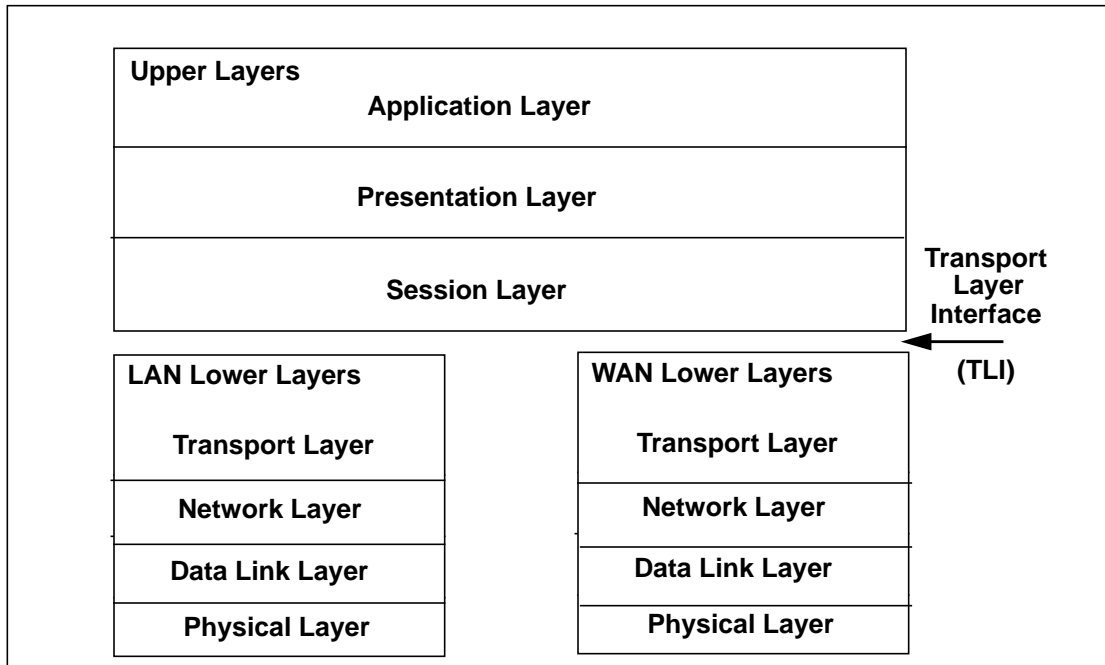 Upper Layers
Application Layer
Presentation Layer
Session Layer
Transport
Layer
Interface
(TLI)
LAN Lower Layers
Transport Layer
Network Layer
Data Link Layer
Physical Layer
WAN Lower Layers
Transport Layer
Network Layer
Data Link Layer
Physical Layer